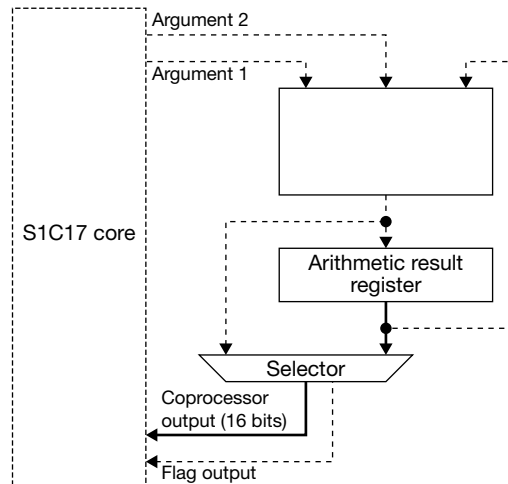 Argument 2
Argument 1
S1C17 core
Arithmetic result
register
Selector
Coprocessor
output (16 bits)
Flag output